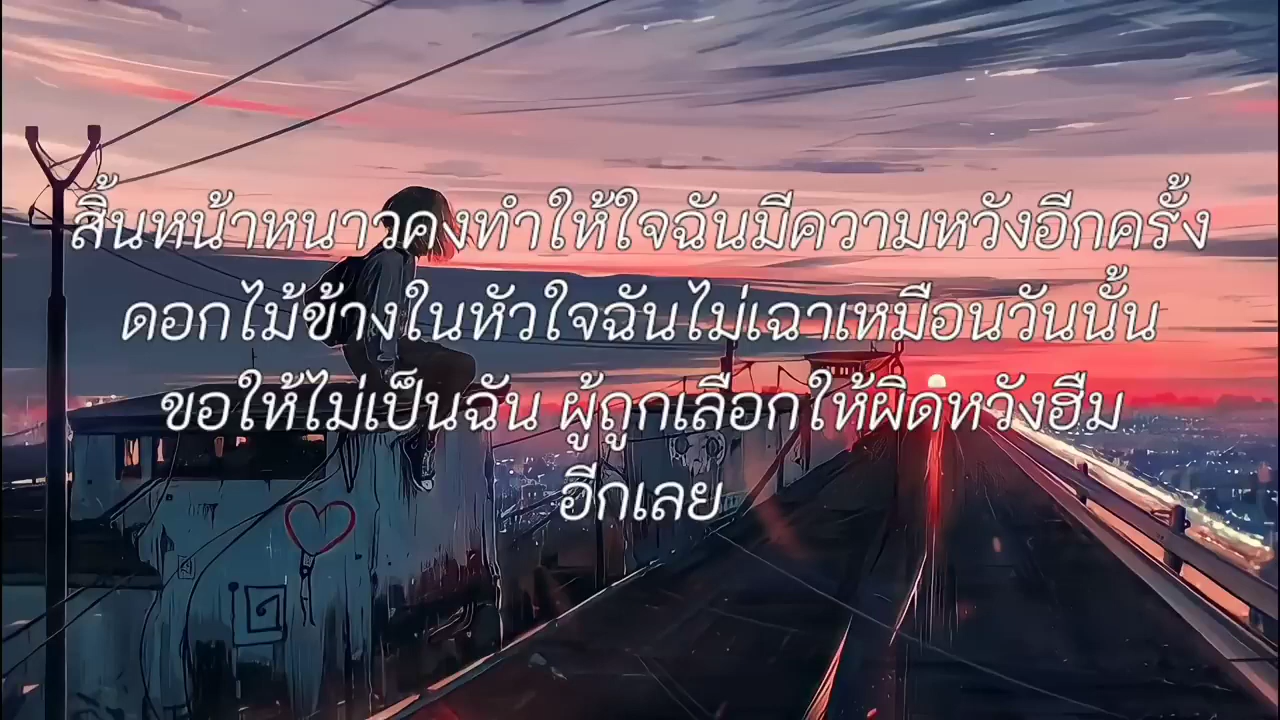 สิ้นหน้าหนาวคงทำให้ใจฉันมีความหวังอีกครั้ง
ดอกไม้ข้างในหัวใจฉันไม่เฉาเหมือนวันนั้น
ขอให้ไม่เป็นฉัน ผู้ถูกเลือกให้ผิดหวังฮืม
อีกเลย